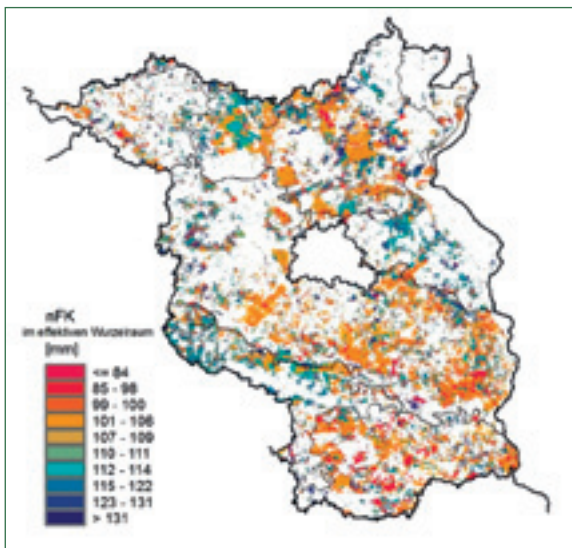 nFK
im effektiven Wurzelraum
[mm]
<= 84
85 - 98
99 - 100
101 - 106
107 - 109
110 - 111
112 - 114
115 - 122
123 - 131
> 131